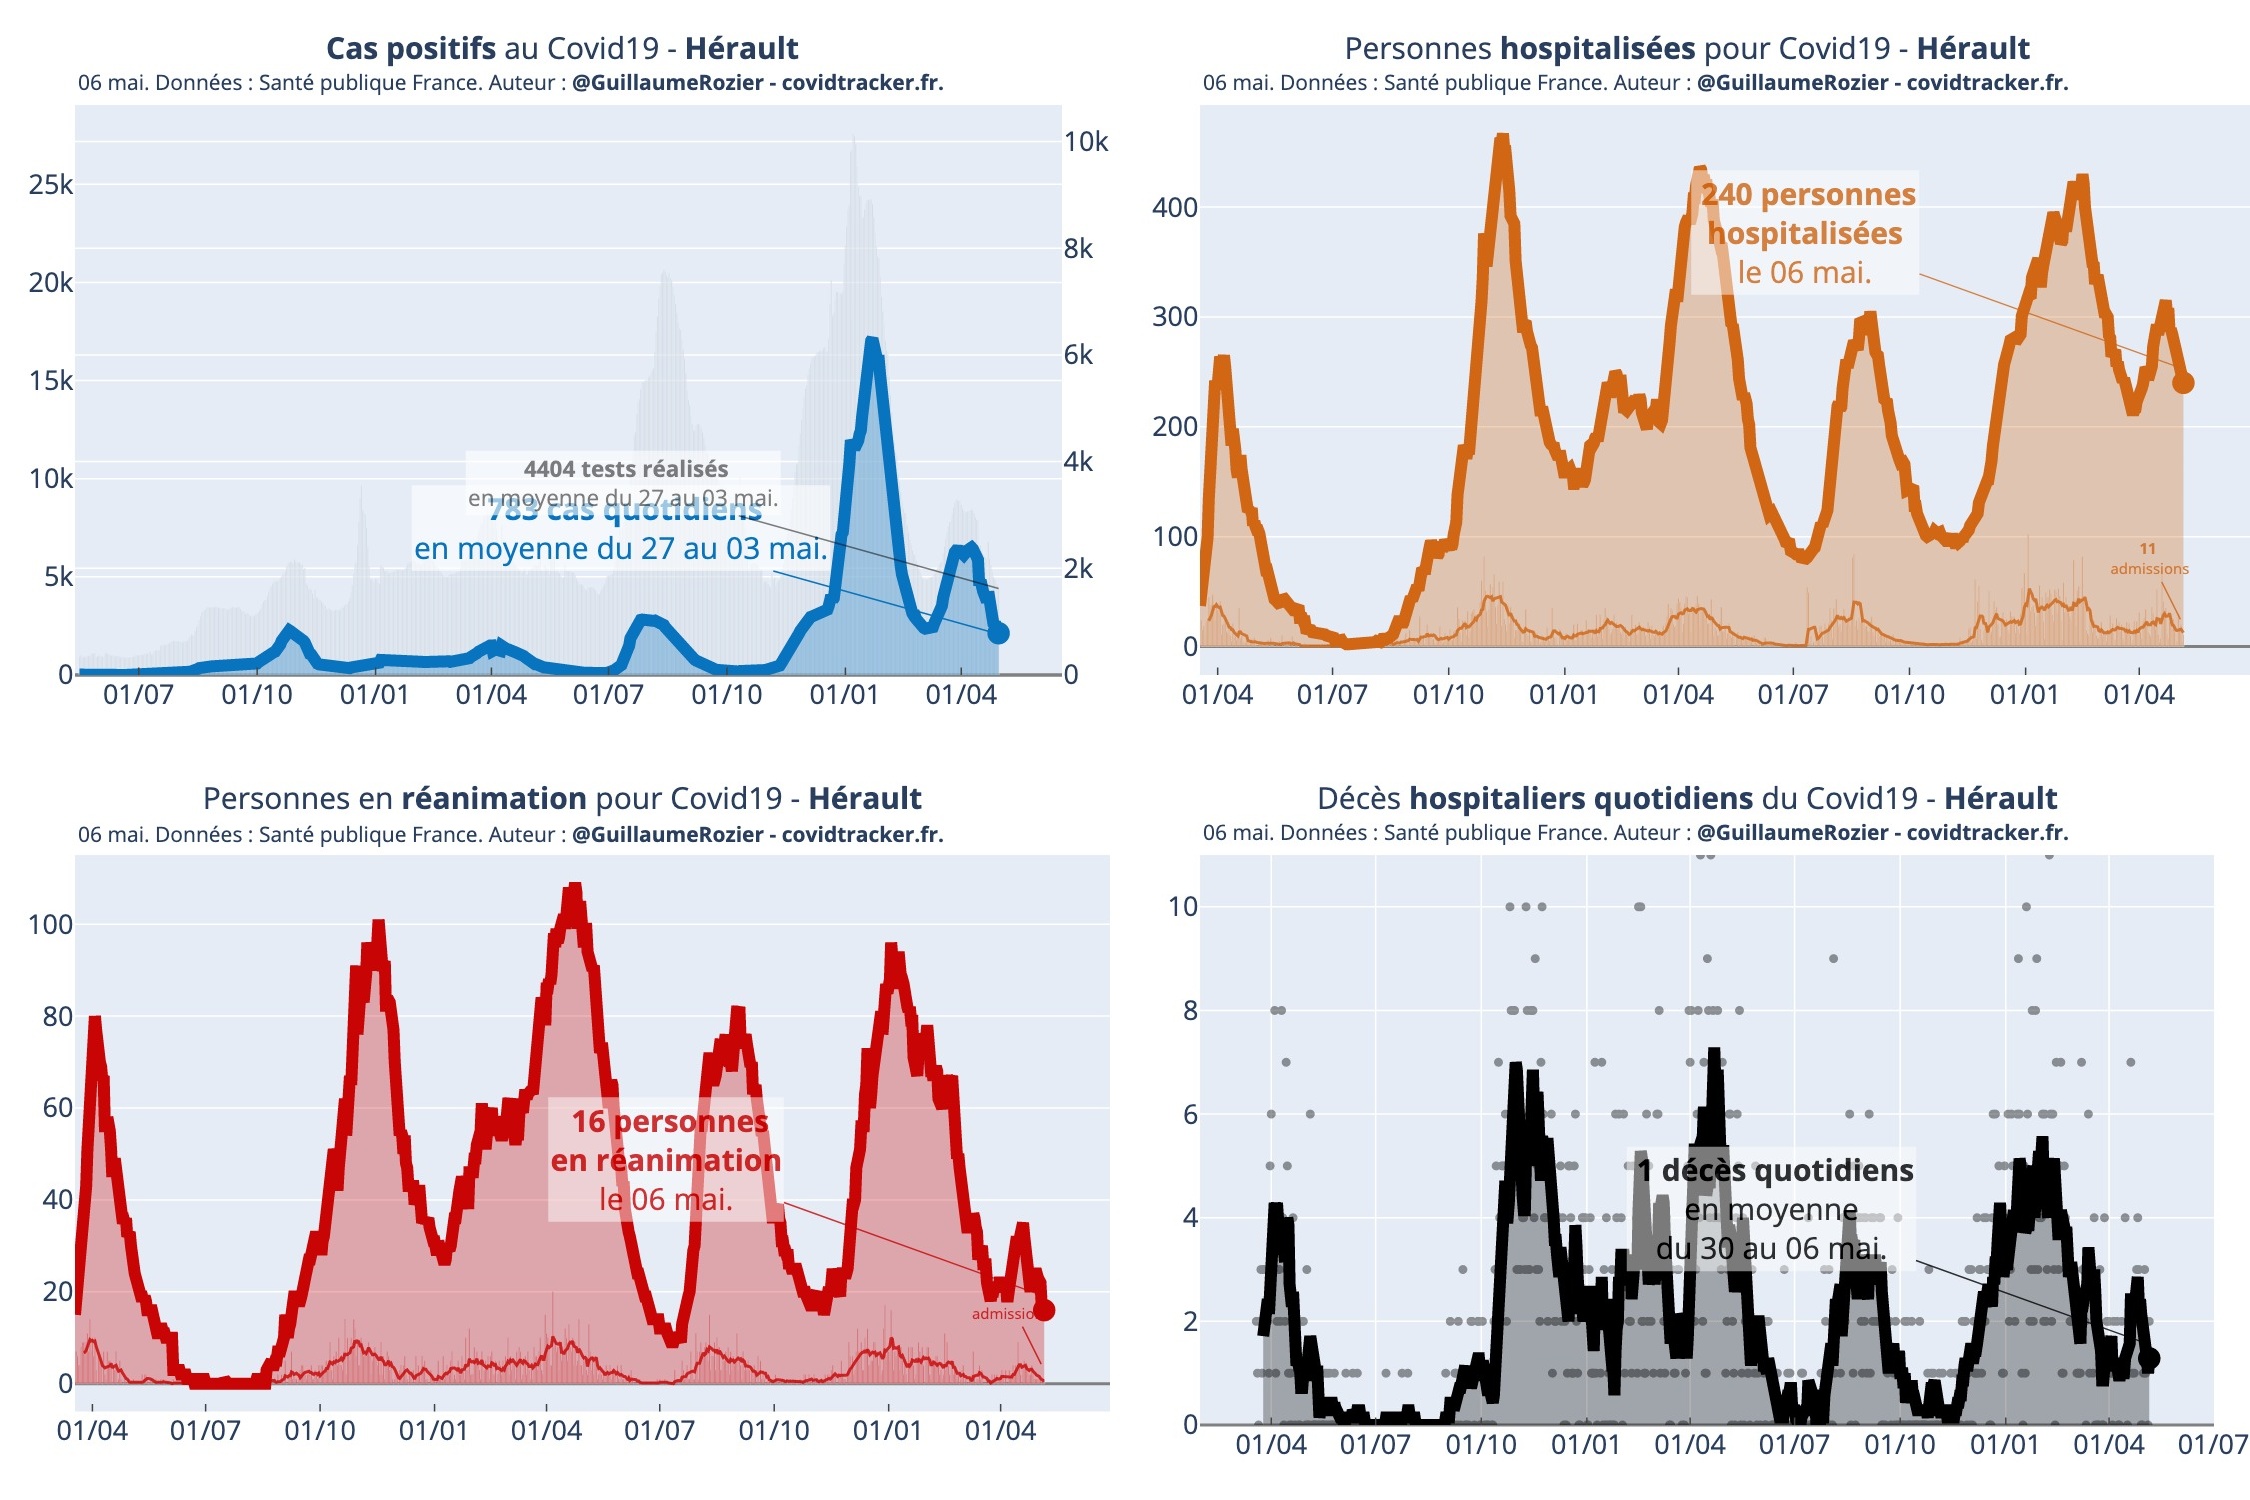 Cas positifs au Covid19 - Hérault
06 mai. Données : Santé publique France. Auteur : @GuillaumeRozier - covidtracker.fr.
25k
20k
15k
10k
5k
0
10k
8k
6k
4k
2k
0
4404 tests réalisés
en moyenne du 27 au 03 mai.
783 cas quotidiens
en moyenne du 27 au 03 mai.
01/07 01/10 01/01 01/04 01/07 01/10 01/01 01/04
Personnes hospitalisées pour Covid19 - Hérault
06 mai. Données : Santé publique France. Auteur : @GuillaumeRozier - covidtracker.fr.
400
300
200
100
0
240 personnes
hospitalisées
le 06 mai.
11
admissions
01/04 01/07 01/10 01/01 01/04 01/07 01/10 01/01 01/04
Personnes en réanimation pour Covid19 - Hérault
06 mai. Données : Santé publique France. Auteur : @GuillaumeRozier - covidtracker.fr.
100
80
60
40
20
0
16 personnes
en réanimation
le 06 mai.
01/04 01/07 01/10 01/01 01/04 01/07 01/10 01/01 01/04
Décès hospitaliers quotidiens du Covid19 - Hérault
06 mai. Données : Santé publique France. Auteur : @GuillaumeRozier - covidtracker.fr.
10
8
6
4
2
0
1 décès quotidiens
en moyenne
du 30 au 06 mai.
01/04 01/07 01/10 01/01 01/04 01/07 01/10 01/01 01/04 01/07